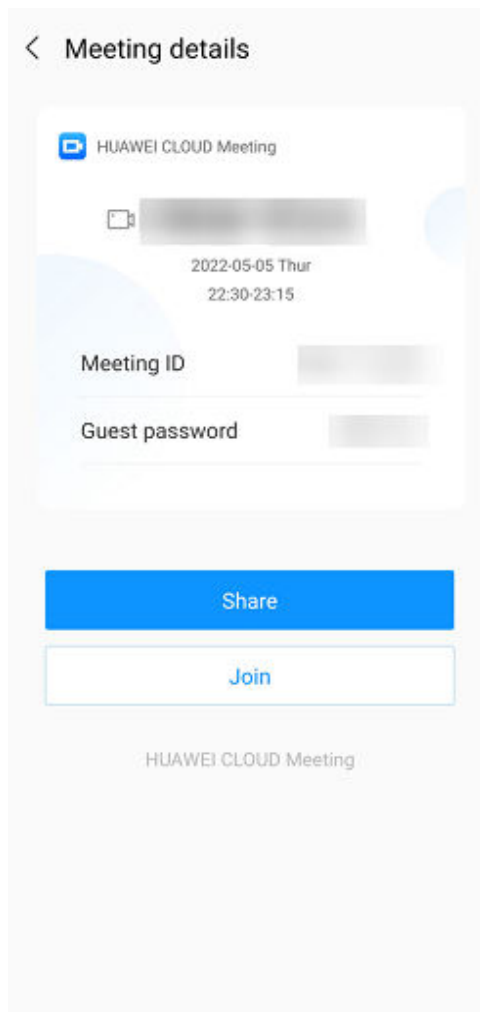 Meeting details
HUAWEI CLOUD Meeting
2022-05-05 Thur
22:30-23:15
Meeting ID
Guest password
Share
Join
HUAWEI CLOUD Meeting